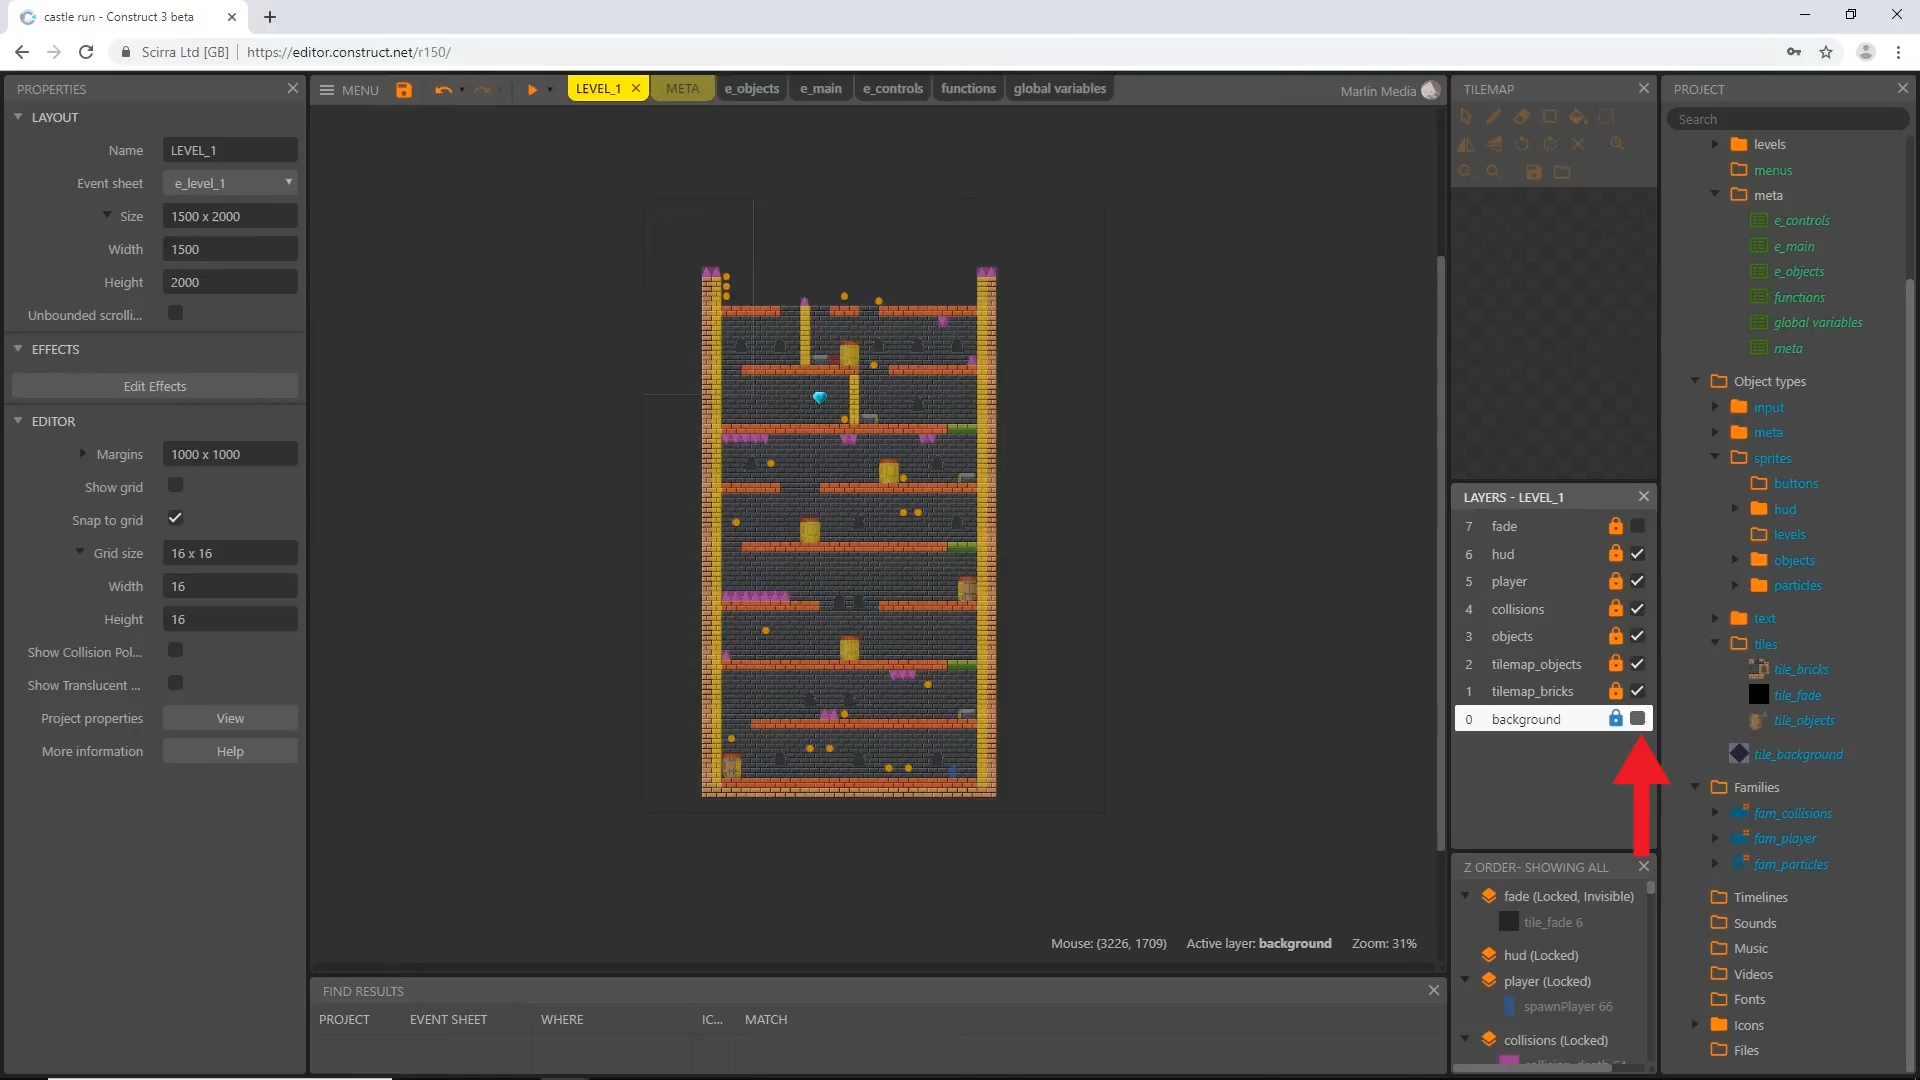 castle run - Construct 3 beta
Scirra Ltd [GB]
https://editor.construct.net/r150/
PROPERTIES
LAYOUT
Name
LEVEL_1
Event sheet
e_level_1
Size
1500 x 2000
Width
1500
Height
2000
Unbounded scrolli...
EFFECTS
Edit Effects
EDITOR
Margins
1000 x 1000
Show grid
Snap to grid
Grid size
16 x 16
Width
16
Height
16
Show Collision Pol...
Show Translucent ...
Project properties
View
More information
Help
MENU
LEVEL_1
META
e_objects
e_main
e_controls
functions
global variables
Marlin Media
Mouse: (3226, 1709)
Active layer: background
Zoom: 31%
FIND RESULTS
PROJECT
EVENT SHEET
WHERE
IC...
MATCH
TILEMAP
LAYERS - LEVEL_1
7 fade
6 hud
5 player
4 collisions
3 objects
2 tilemap_objects
1 tilemap_bricks
0 background
Z ORDER- SHOWING ALL
fade (Locked, Invisible)
tile_fade 6
hud (Locked)
player (Locked)
spawnPlayer 66
collisions (Locked)
PROJECT
Search
levels
menus
meta
e_controls
e_main
e_objects
functions
global variables
meta
Object types
input
meta
sprites
buttons
hud
levels
objects
particles
text
tiles
tile_bricks
tile_fade
tile_objects
tile_background
Families
fam_collisions
fam_player
fam_particles
Timelines
Sounds
Music
Videos
Fonts
Icons
Files